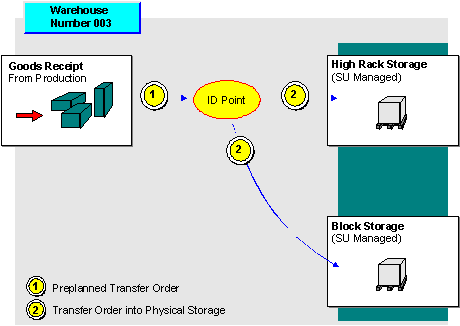 Warehouse
Number 003
Goods Receipt
From Production
1
ID Point
2
High Rack Storage
(SU Managed)
2
Block Storage
(SU Managed)
1 Preplanned Transfer Order
2 Transfer Order into Physical Storage